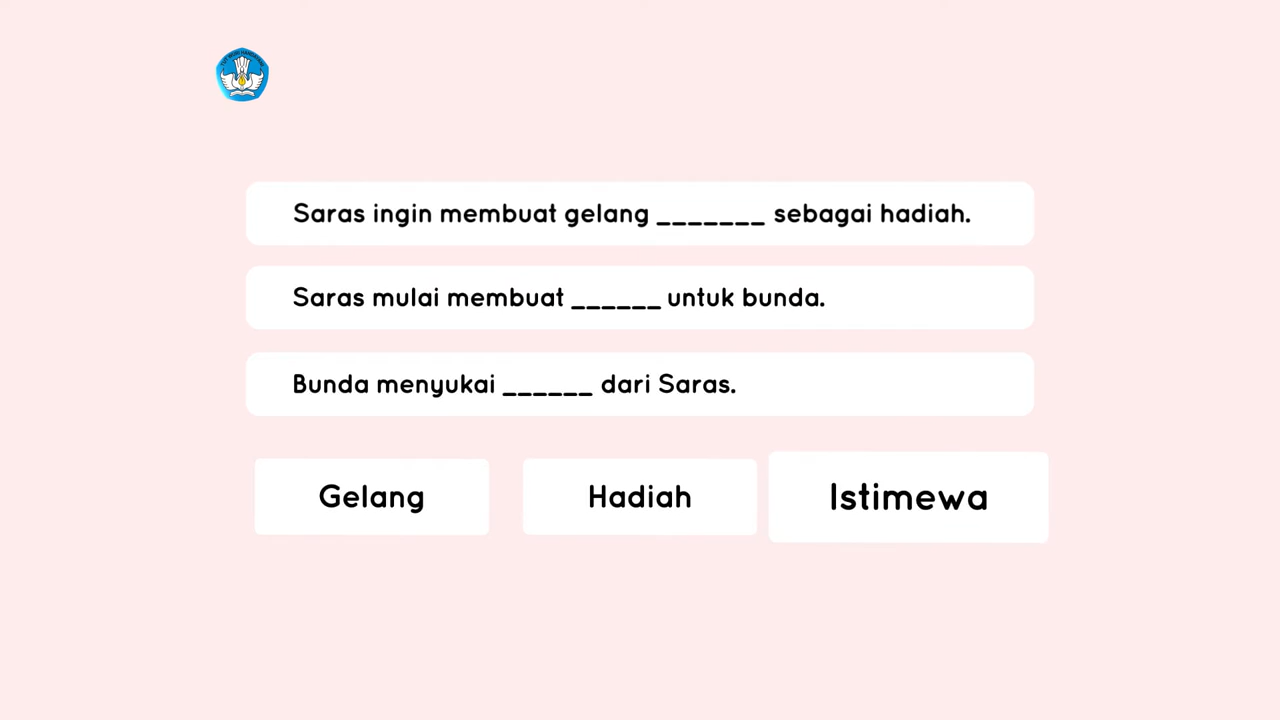 Saras ingin membuat gelang _______ sebagai hadiah.
Saras mulai membuat ______ untuk bunda.
Bunda menyukai ______ dari Saras.
Gelang
Hadiah
Istimewa